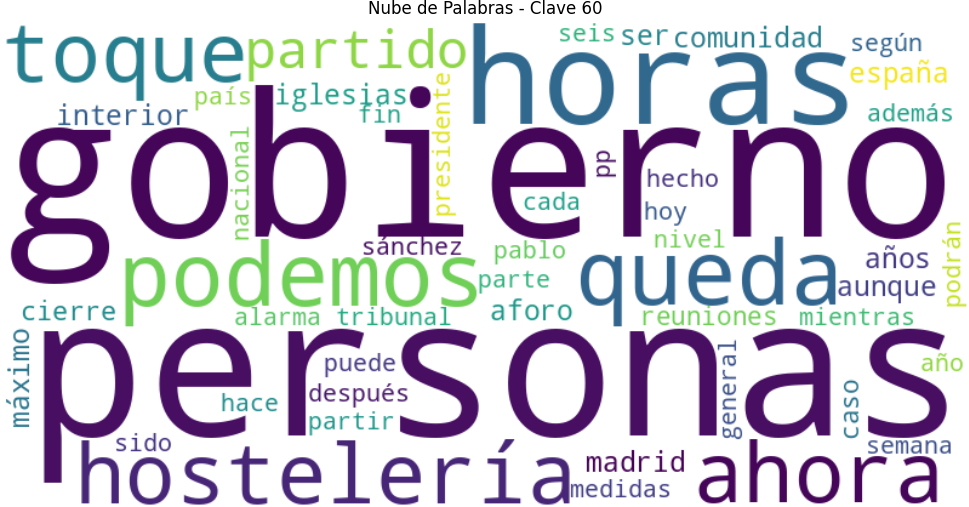 Nube de Palabras - Clave 60
toque
partido
horas
seis
ser
comunidad
según
españa
además
interior
país
iglesias
fin
presidente
gobierno
nacional
pp
hecho
cada
hoy
sánchez
pablo
nivel
años
podrán
podemos
parte
queda
aunque
cierre
alarma
tribunal
aforo
reuniones
mientras
máximo
personas
puede
después
hace
partir
general
caso
año
sido
semana
hostelería
madrid
medidas
ahora